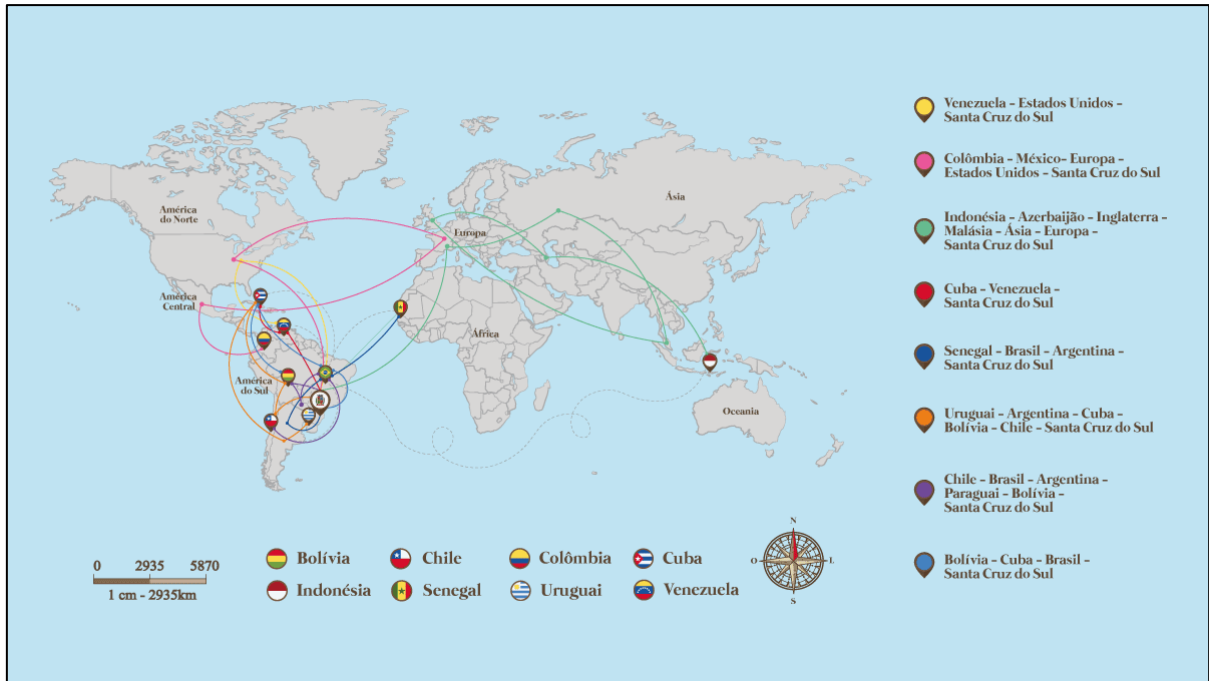 América
do Norte
Ásia
Europa
América
Central
África
América
do Sul
Oceania
Venezuela - Estados Unidos -
Santa Cruz do Sul
Colômbia - México- Europa -
Estados Unidos - Santa Cruz do Sul
Indonésia - Azerbaijão - Inglaterra -
Malásia - Ásia - Europa -
Santa Cruz do Sul
Cuba - Venezuela -
Santa Cruz do Sul
Senegal - Brasil - Argentina -
Santa Cruz do Sul
Uruguai - Argentina - Cuba -
Bolívia - Chile - Santa Cruz do Sul
Chile - Brasil - Argentina -
Paraguai - Bolívia -
Santa Cruz do Sul
Bolívia - Cuba - Brasil -
Santa Cruz do Sul
0 2935 5870
1 cm - 2935km
Bolívia Chile Colômbia Cuba
Indonésia Senegal Uruguai Venezuela
N
O L
S